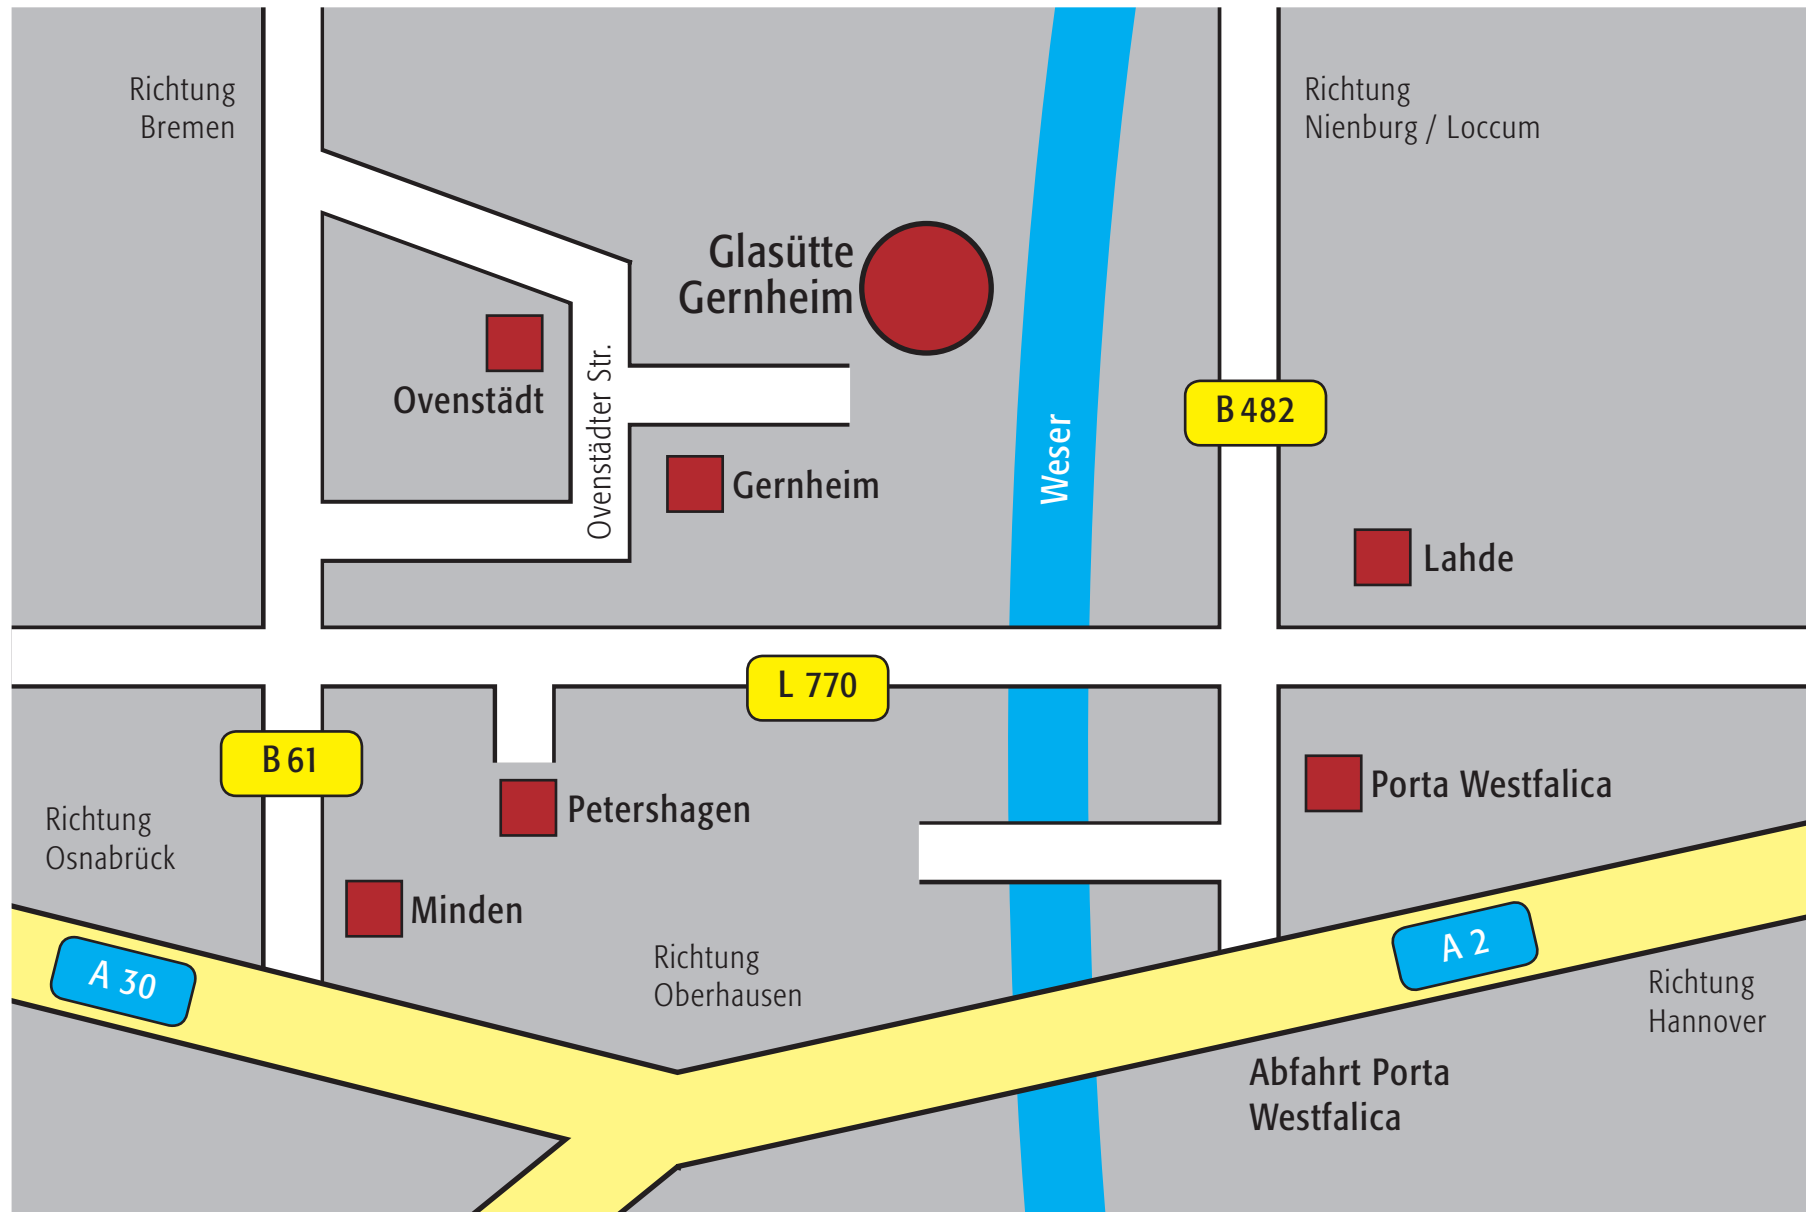 Richtung
Bremen
Richtung
Nienburg / Loccum
Glasütte
Gernheim
Ovenstädt
Ovenstädter Str.
B 482
Weser
Gernheim
Lahde
L 770
B 61
Porta Westfalica
Petershagen
Richtung
Osnabrück
Minden
A 2
Richtung
Oberhausen
A 30
Richtung
Hannover
Abfahrt Porta
Westfalica